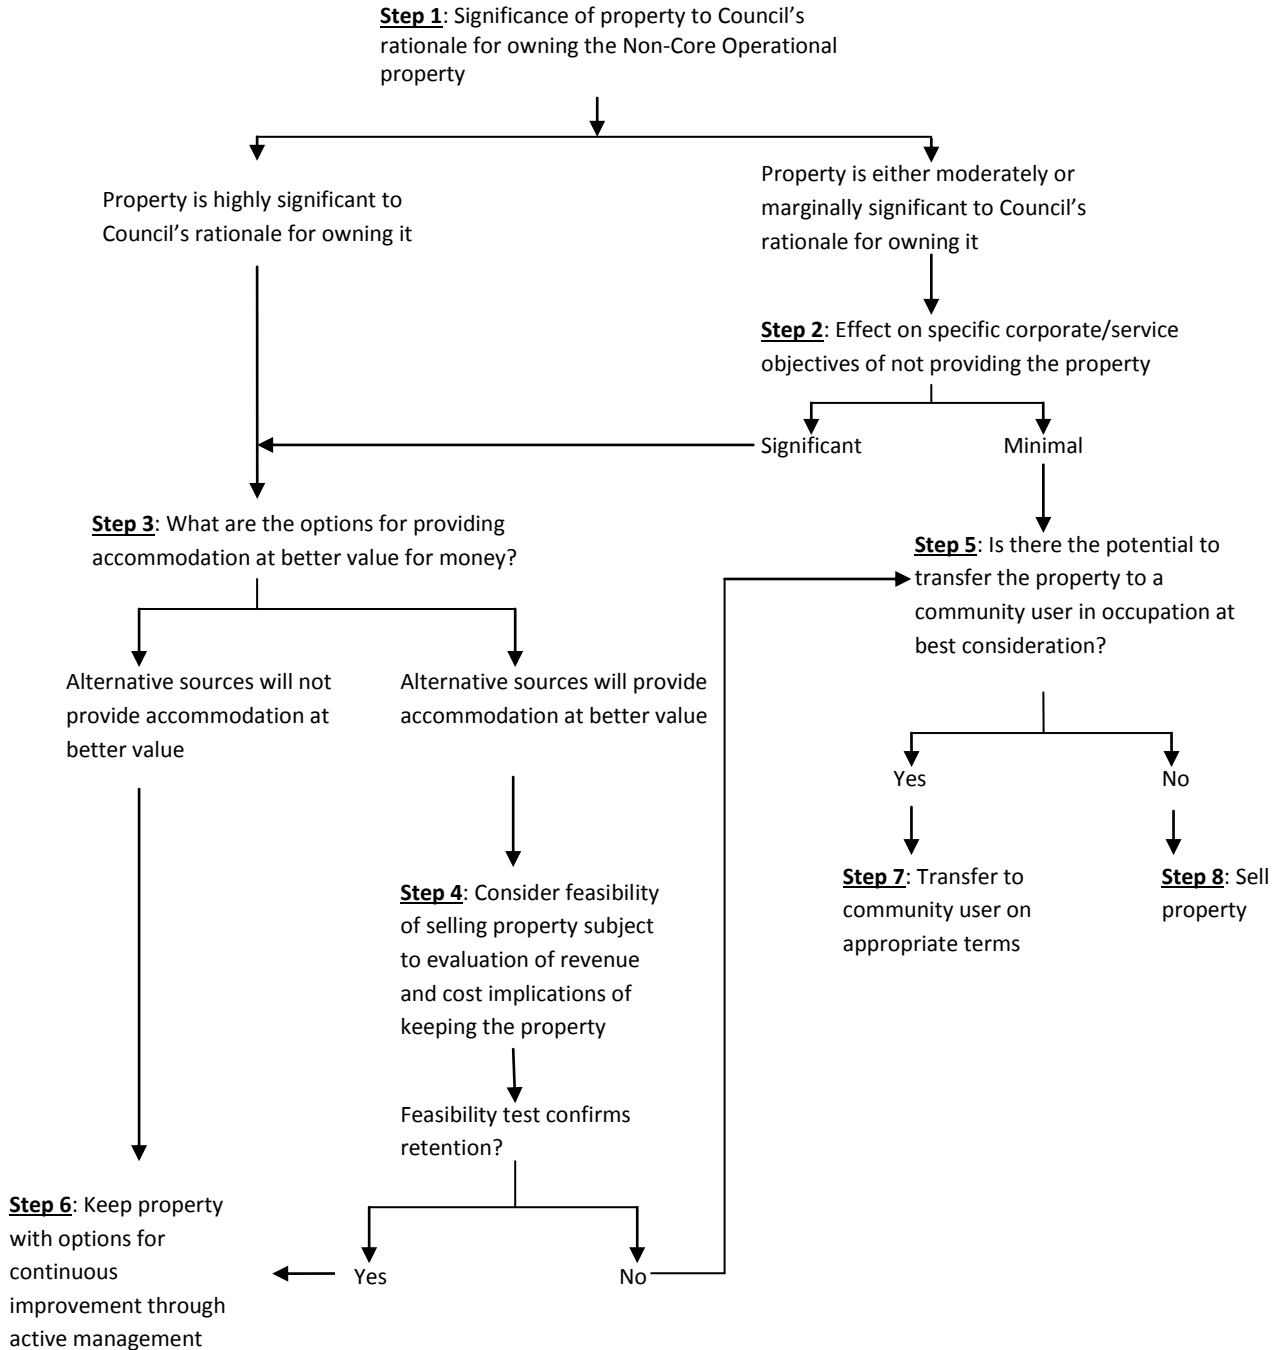 Step 1: Significance of property to Council’s
rationale for owning the Non-Core Operational
property
Property is highly significant to
Council’s rationale for owning it
Property is either moderately or
marginally significant to Council’s
rationale for owning it
Step 2: Effect on specific corporate/service
objectives of not providing the property
Significant
Minimal
Step 3: What are the options for providing
accommodation at better value for money?
Step 5: Is there the potential to
transfer the property to a
community user in occupation at
best consideration?
Alternative sources will not
provide accommodation at
better value
Alternative sources will provide
accommodation at better value
Yes
No
Step 4: Consider feasibility
of selling property subject
to evaluation of revenue
and cost implications of
keeping the property
Step 7: Transfer to
community user on
appropriate terms
Step 8: Sell
property
Feasibility test confirms
retention?
Step 6: Keep property
with options for
continuous
improvement through
active management
Yes
No